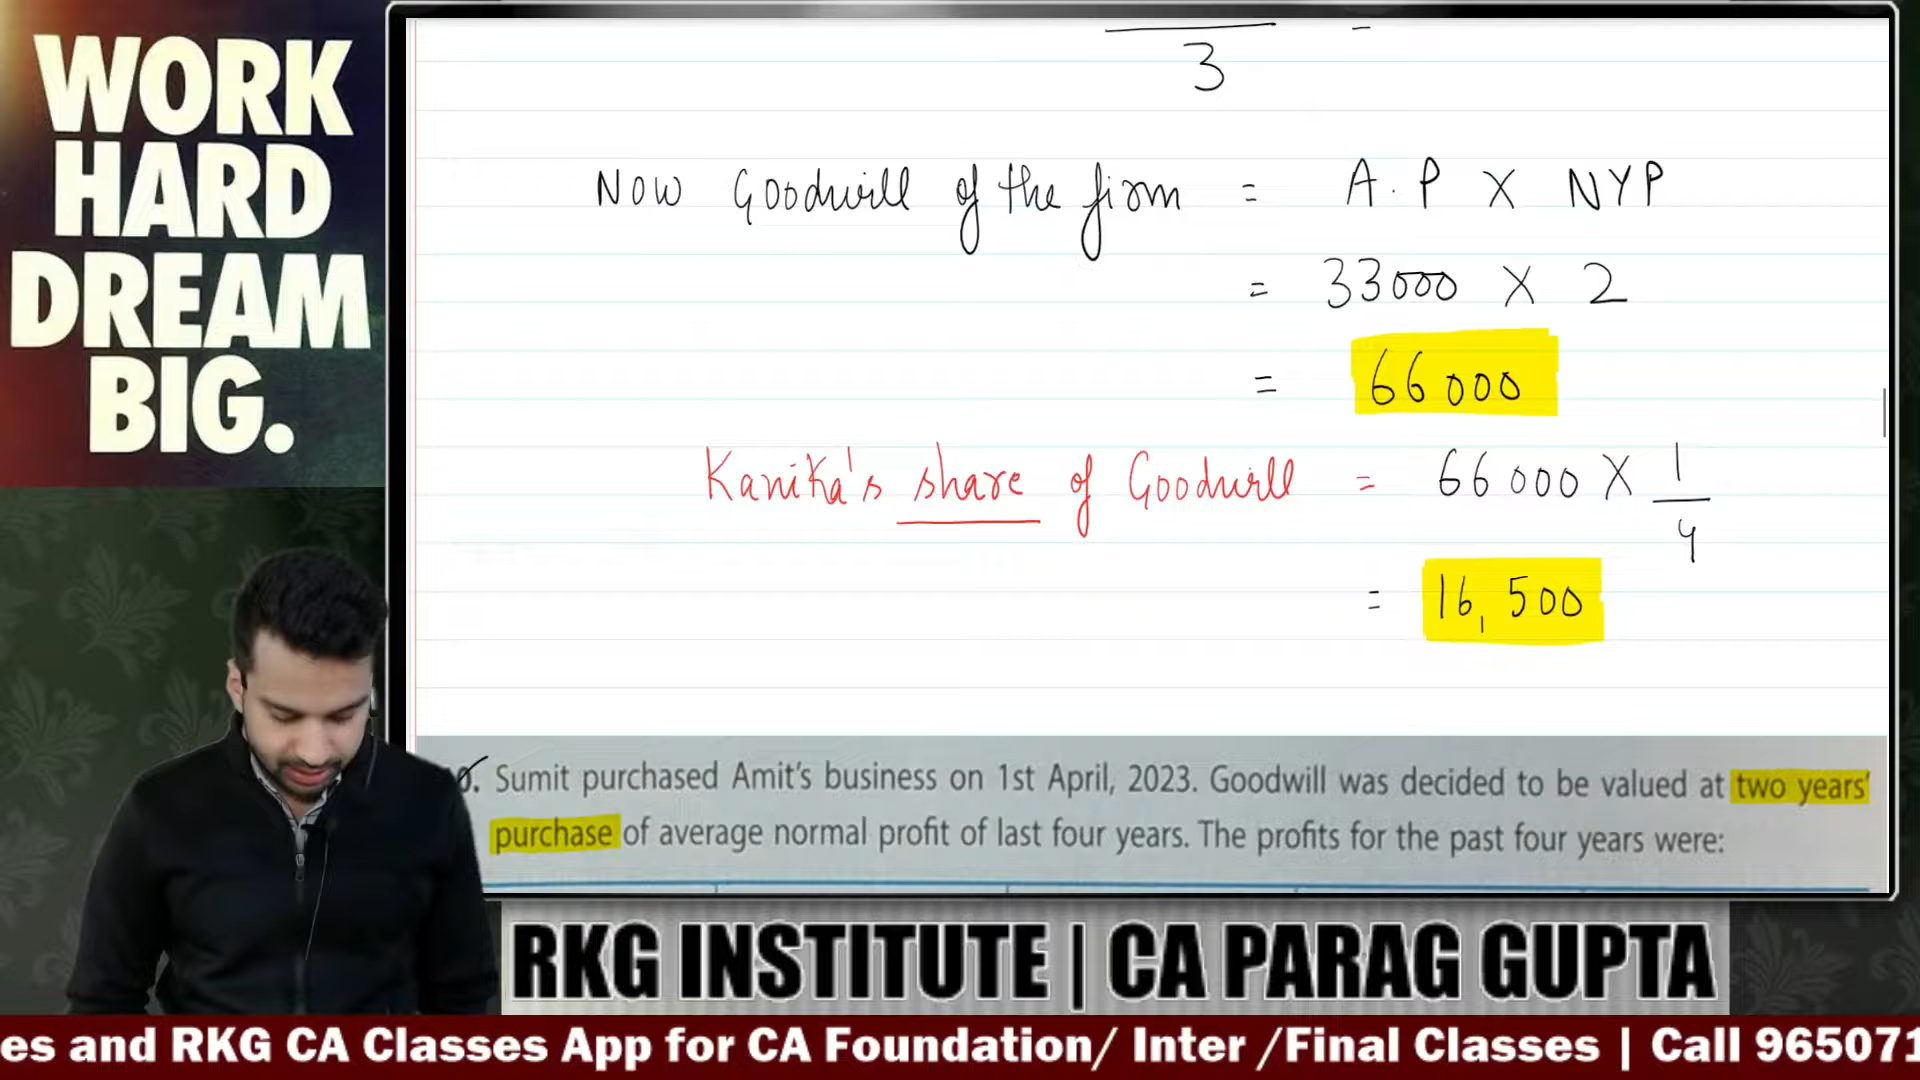 WORK
HARD
DREAM
BIG.
3 =
Now Goodwill of the firm = A.P X NYP
= 33000 X 2
= 66000
Kanika's share of Goodwill = 66000 X 1
4
= 16,500
0. Sumit purchased Amit's business on 1st April, 2023. Goodwill was decided to be valued at two years'
purchase of average normal profit of last four years. The profits for the past four years were:
RKG INSTITUTE | CA PARAG GUPTA
es and RKG CA Classes App for CA Foundation/ Inter /Final Classes | Call 965071